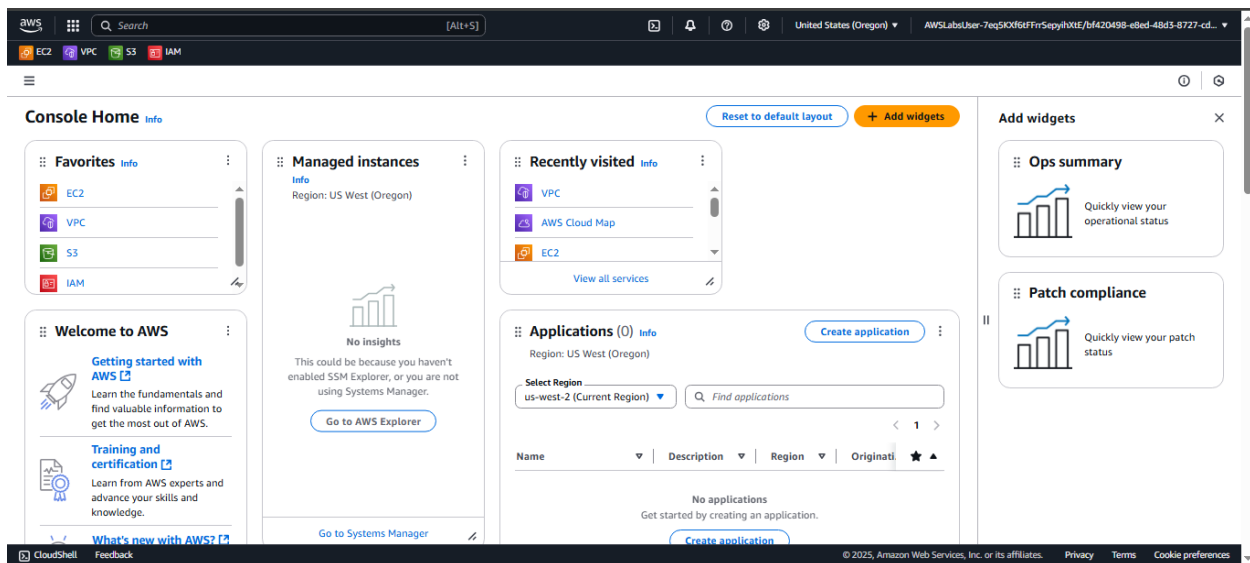 aws
Search [Alt+S]
United States (Oregon) ▼
AWSLabsUser-7eq5KXf6tFFrrSepyihXtE/bf420498-e8ed-48d3-8727-cd... ▼
EC2 VPC S3 IAM
Console Home Info
Reset to default layout
+ Add widgets
Favorites Info
EC2
VPC
S3
IAM
Managed instances
Info
Region: US West (Oregon)
No insights
This could be because you haven't
enabled SSM Explorer, or you are not
using Systems Manager.
Go to AWS Explorer
Go to Systems Manager
Recently visited Info
VPC
AWS Cloud Map
EC2
View all services
Welcome to AWS
Getting started with
AWS
Learn the fundamentals and
find valuable information to
get the most out of AWS.
Training and
certification
Learn from AWS experts and
advance your skills and
knowledge.
What's new with AWS?
Applications (0) Info
Create application
Region: US West (Oregon)
Select Region
us-west-2 (Current Region) ▼
Find applications
< 1 >
Name Description Region Originati.
No applications
Get started by creating an application.
Create application
Add widgets
Ops summary
Quickly view your
operational status
Patch compliance
Quickly view your patch
status
CloudShell Feedback
© 2025, Amazon Web Services, Inc. or its affiliates. Privacy Terms Cookie preferences